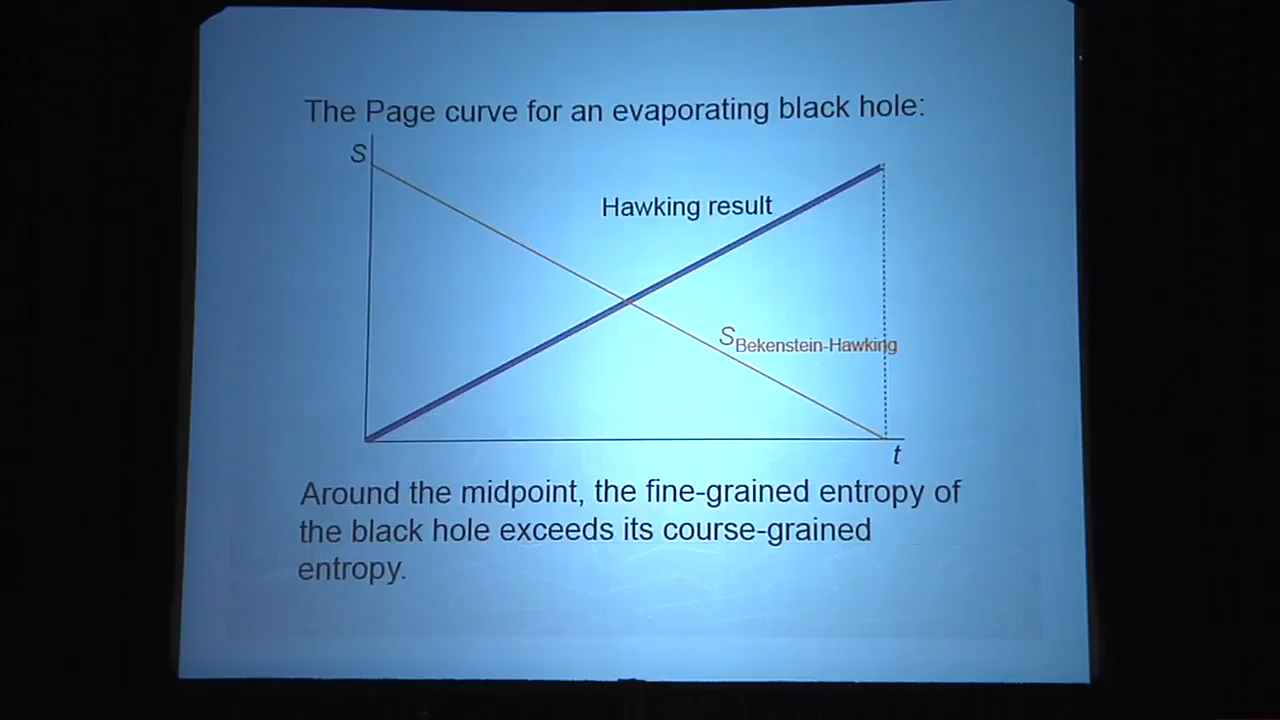 The Page curve for an evaporating black hole:
S
Hawking result
S Bekenstein-Hawking
t
Around the midpoint, the fine-grained entropy of
the black hole exceeds its course-grained
entropy.